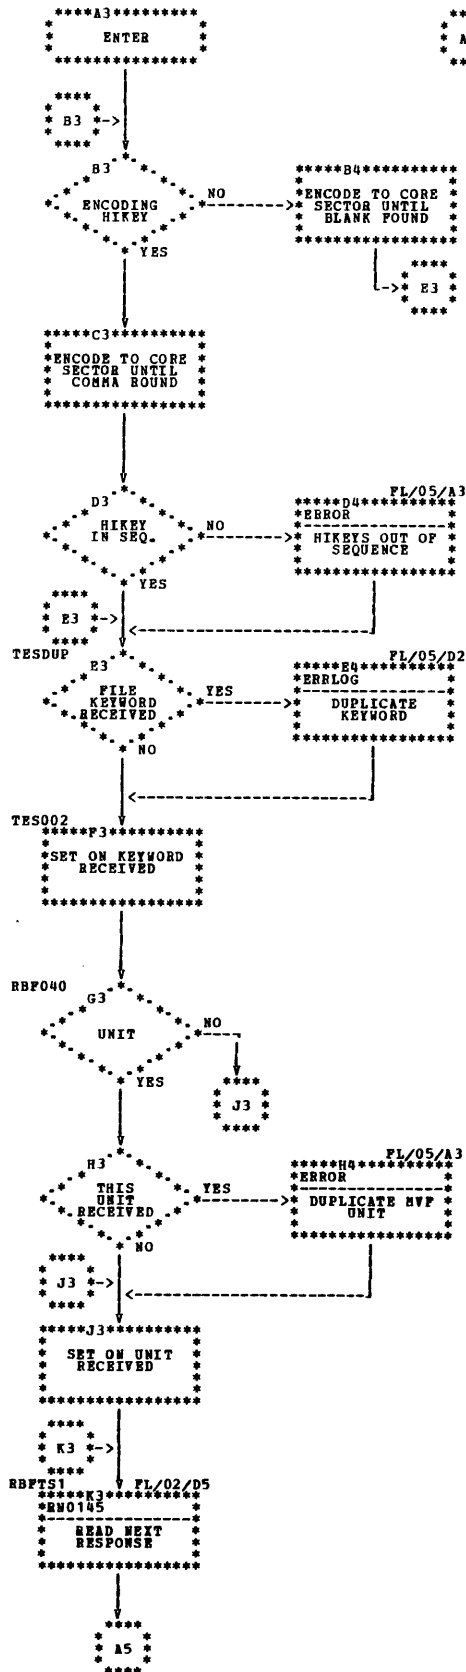 A3
ENTER
A
B3
B3
ENCODING
HIKEY
NO
YES
B4
ENCODE TO CORE
SECTOR UNTIL
BLANK FOUND
E3
C3
ENCODE TO CORE
SECTOR UNTIL
COMMA ROUND
D3
HIKEY
IN SEQ.
NO
YES
FL/05/A3
D4
ERROR
HIKEYS OUT OF
SEQUENCE
E3
TESDUP
E3
FILE
KEYWORD
RECEIVED
YES
NO
FL/05/D2
E4
ERRLOG
DUPLICATE
KEYWORD
TES002
F3
SET ON KEYWORD
RECEIVED
RBF040
G3
UNIT
NO
YES
J3
H3
THIS
UNIT
RECEIVED
YES
NO
FL/05/A3
H4
ERROR
DUPLICATE MVF
UNIT
J3
J3
SET ON UNIT
RECEIVED
K3
RBFTS1
FL/02/D5
K3
RN0145
READ NEXT
RESPONSE
A5